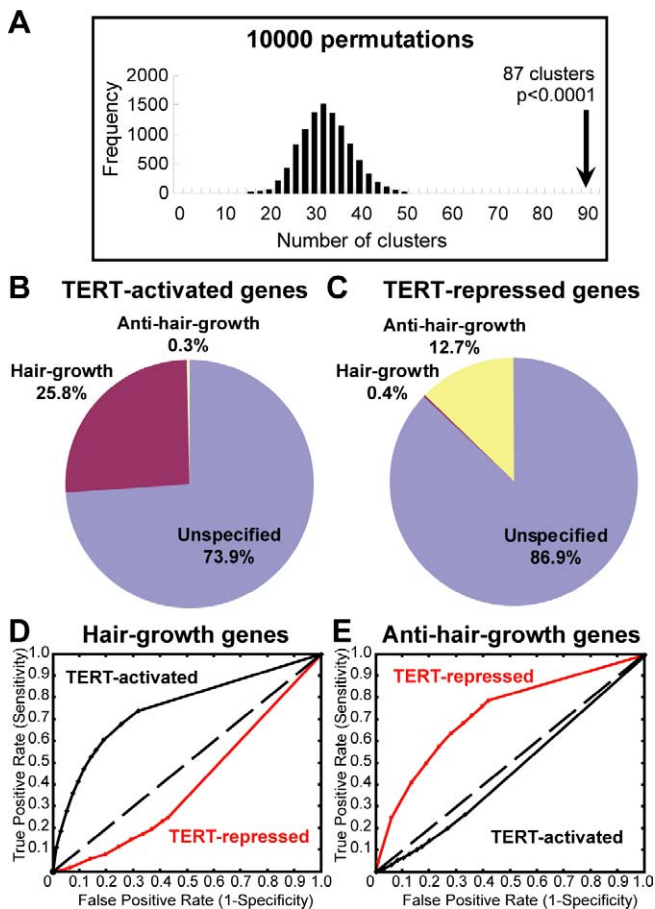 A
10000 permutations
87 clusters
p<0.0001
Frequency
2000
1500
1000
500
0
0 10 20 30 40 50 60 70 80 90
Number of clusters
B TERT-activated genes
Anti-hair-growth
0.3%
Hair-growth
25.8%
Unspecified
73.9%
C TERT-repressed genes
Anti-hair-growth
12.7%
Hair-growth
0.4%
Unspecified
86.9%
D Hair-growth genes
True Positive Rate (Sensitivity)
1.0
0.9
0.8
0.7
0.6
0.5
0.4
0.3
0.2
0.1
TERT-activated
TERT-repressed
0 0.1 0.2 0.3 0.4 0.5 0.6 0.7 0.8 0.9 1.0
False Positive Rate (1-Specificity)
E Anti-hair-growth genes
True Positive Rate (Sensitivity)
1.0
0.9
0.8
0.7
0.6
0.5
0.4
0.3
0.2
0.1
TERT-repressed
TERT-activated
0 0.1 0.2 0.3 0.4 0.5 0.6 0.7 0.8 0.9 1.0
False Positive Rate (1-Specificity)